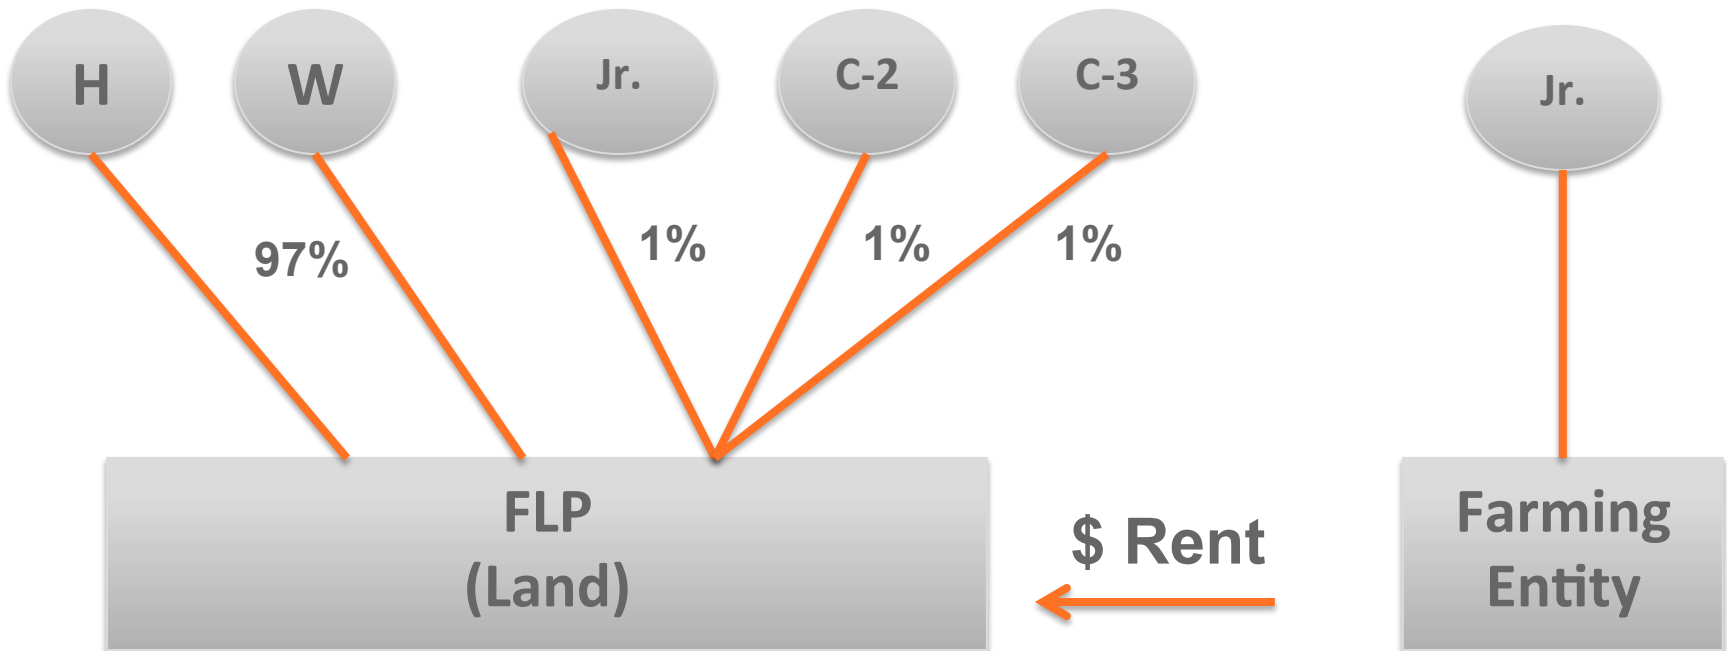 H
W
Jr.
C-2
C-3
Jr.
97%
1%
1%
1%
FLP
(Land)
$ Rent
Farming
Entity